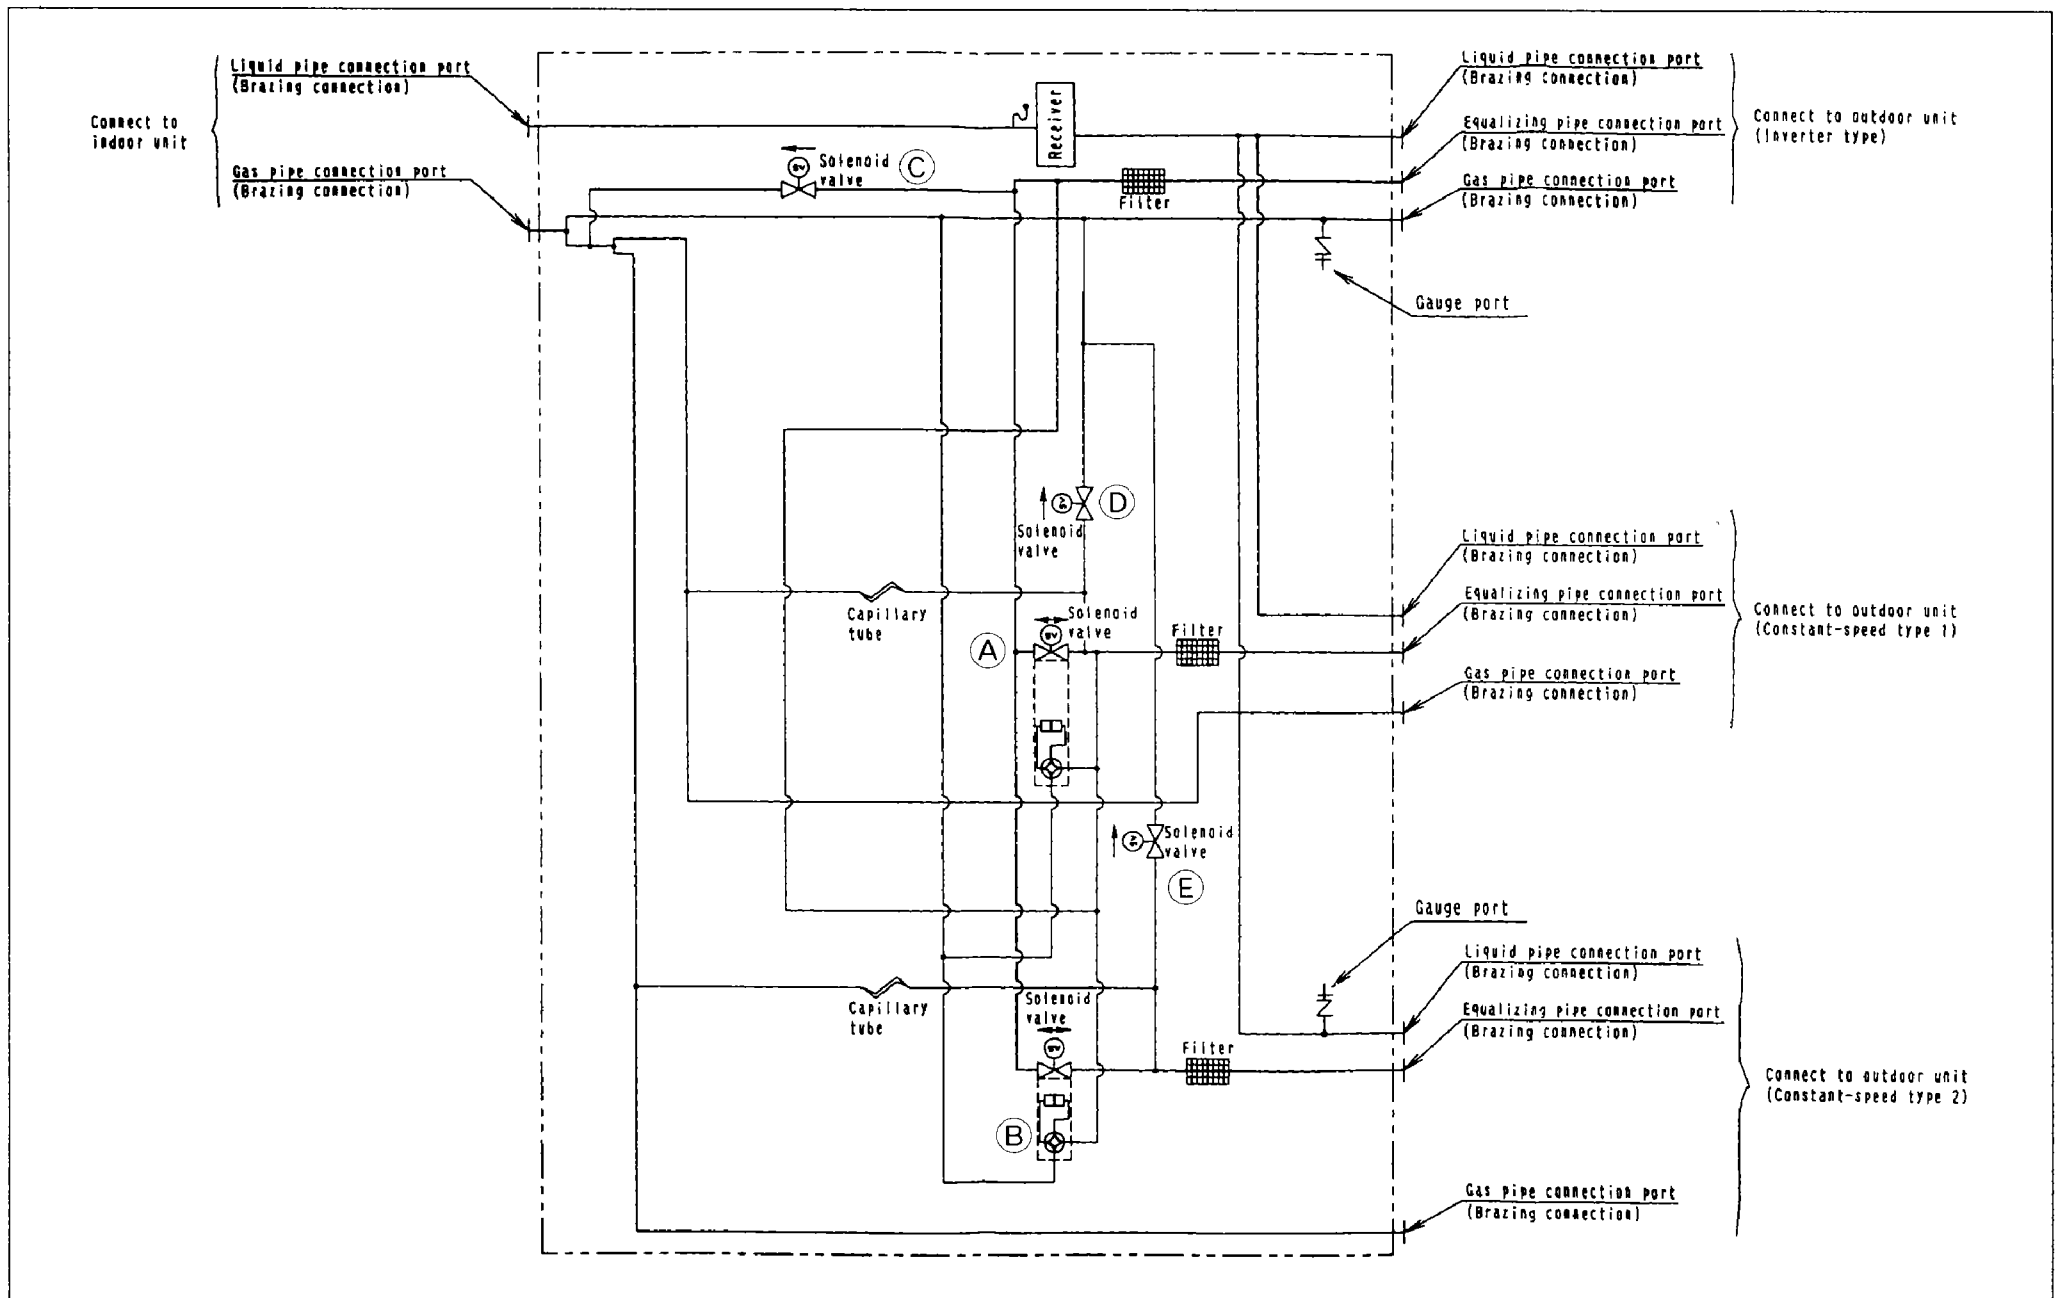 Liquid pipe connection port
(Brazing connection)
Connect to
indoor unit
Gas pipe connection port
(Brazing connection)
Receiver
SV
Solenoid
valve
C
Filter
Liquid pipe connection port
(Brazing connection)
Equalizing pipe connection port
(Brazing connection)
Gas pipe connection port
(Brazing connection)
Connect to outdoor unit
(Inverter type)
Gauge port
SV
D
Solenoid
valve
Capillary
tube
A
SV
Solenoid
valve
Filter
Liquid pipe connection port
(Brazing connection)
Equalizing pipe connection port
(Brazing connection)
Gas pipe connection port
(Brazing connection)
Connect to outdoor unit
(Constant-speed type 1)
SV
Solenoid
valve
E
Gauge port
Capillary
tube
Solenoid
valve
SV
Filter
B
Liquid pipe connection port
(Brazing connection)
Equalizing pipe connection port
(Brazing connection)
Connect to outdoor unit
(Constant-speed type 2)
Gas pipe connection port
(Brazing connection)